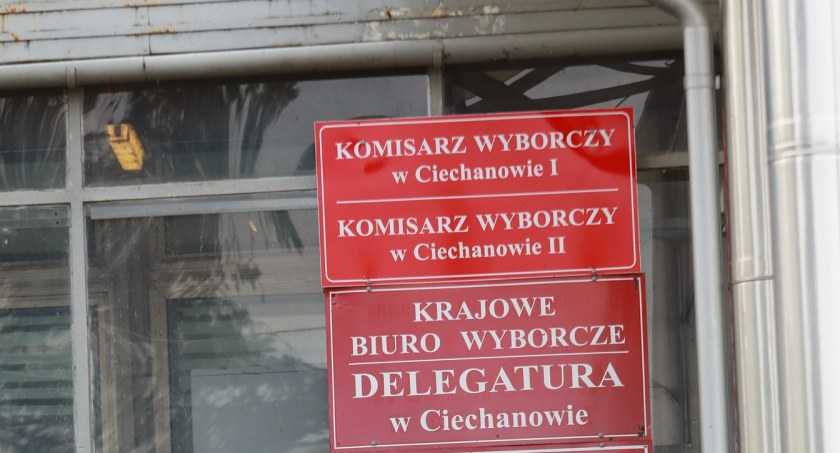 KOMISARZ WYBORCZY
w Ciechanowie I
KOMISARZ WYBORCZY
w Ciechanowie II
KRAJOWE
BIURO WYBORCZE
DELEGATURA
w Ciechanowie